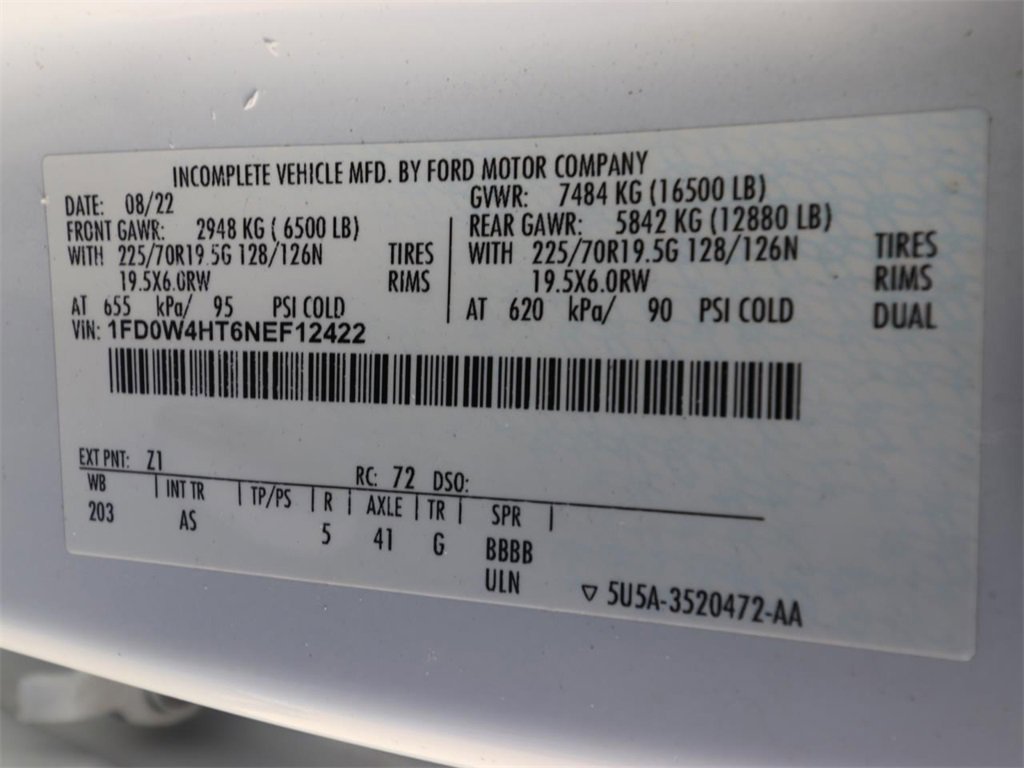 INCOMPLETE VEHICLE MFD. BY FORD MOTOR COMPANY
DATE: 08/22 GVWR: 7484 KG (16500 LB)
FRONT GAWR: 2948 KG ( 6500 LB) REAR GAWR: 5842 KG (12880 LB)
WITH 225/70R19.5G 128/126N TIRES WITH 225/70R19.5G 128/126N TIRES
19.5X6.0RW RIMS 19.5X6.0RW RIMS
AT 655 kPa/ 95 PSI COLD AT 620 kPa/ 90 PSI COLD DUAL
VIN: 1FD0W4HT6NEF12422
EXT PNT: Z1 RC: 72 DSO:
WB | INT TR | TP/PS | R | AXLE | TR | SPR |
203 AS 5 41 G BBBB
ULN
▽ 5U5A-3520472-AA